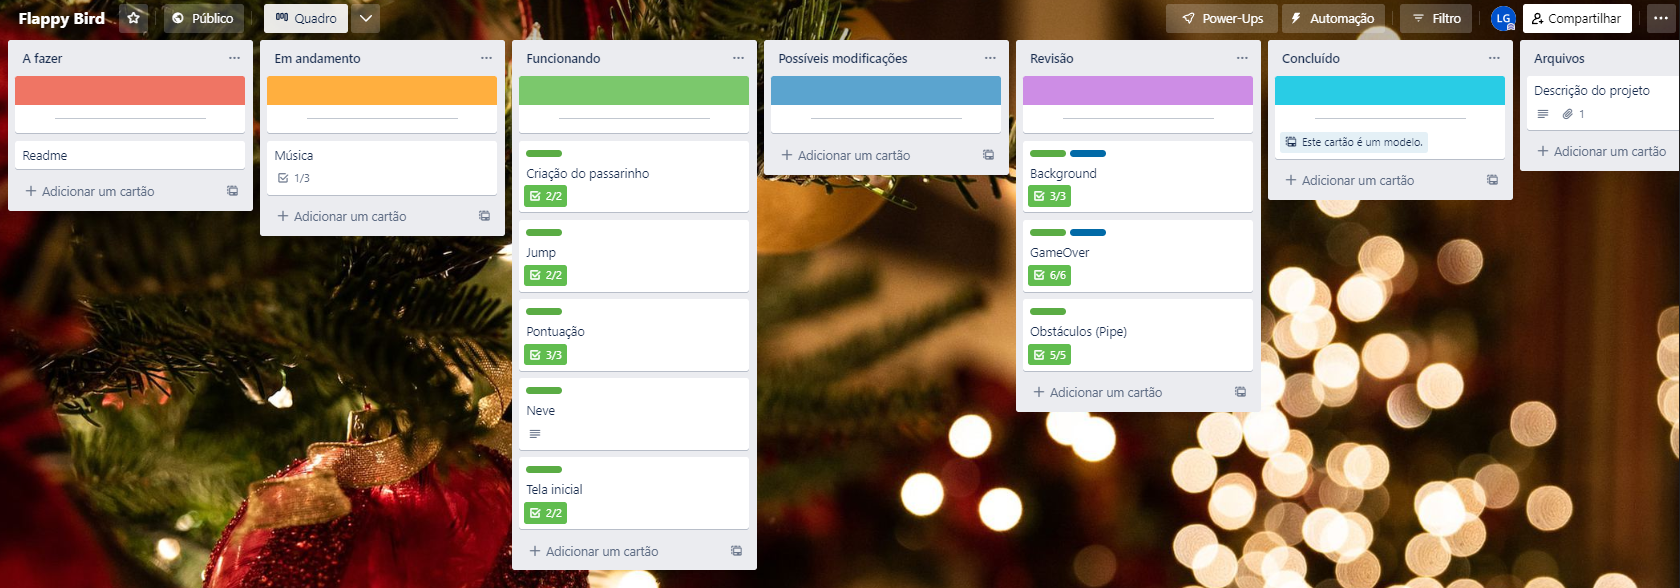 Flappy Bird
Público
Quadro
Power-Ups
Automação
Filtro
LG
Compartilhar
A fazer
Readme
Adicionar um cartão
Em andamento
Música
1/3
Adicionar um cartão
Funcionando
Criação do passarinho
2/2
Jump
2/2
Pontuação
3/3
Neve
Tela inicial
2/2
Adicionar um cartão
Possíveis modificações
Adicionar um cartão
Revisão
Background
3/3
GameOver
6/6
Obstáculos (Pipe)
5/5
Adicionar um cartão
Concluído
Este cartão é um modelo.
Adicionar um cartão
Arquivos
Descrição do projeto
1
Adicionar um cartão